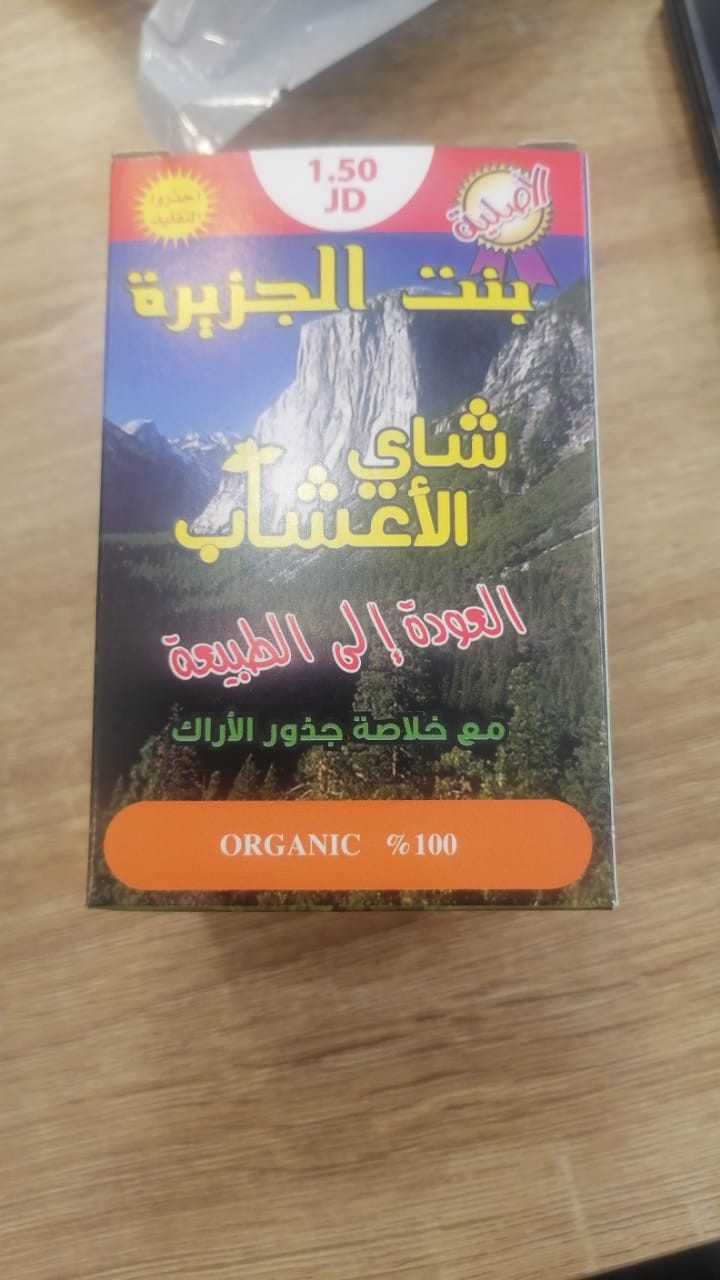 1.50
JD
احذروا
التقليد
الأصلية
بنت الجزيرة
شاي
الأعشاب
العودة إلى الطبيعة
مع خلاصة جذور الأراك
ORGANIC %100